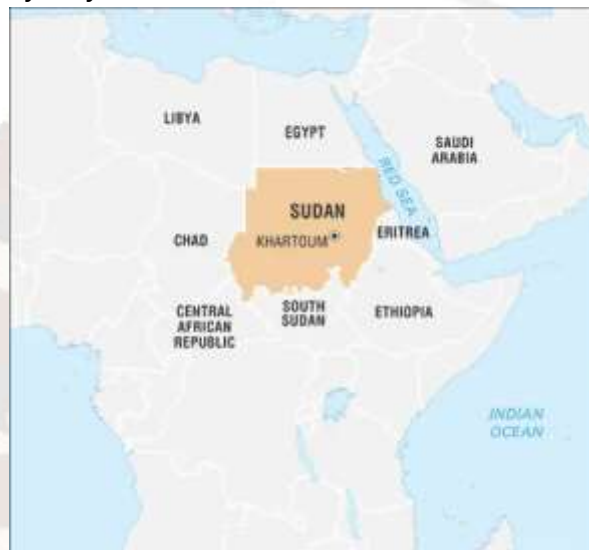 LIBYA
EGYPT
SAUDI
ARABIA
RED SEA
SUDAN
KHARTOUM
ERITREA
CHAD
CENTRAL
AFRICAN
REPUBLIC
SOUTH
SUDAN
ETHIOPIA
INDIAN
OCEAN